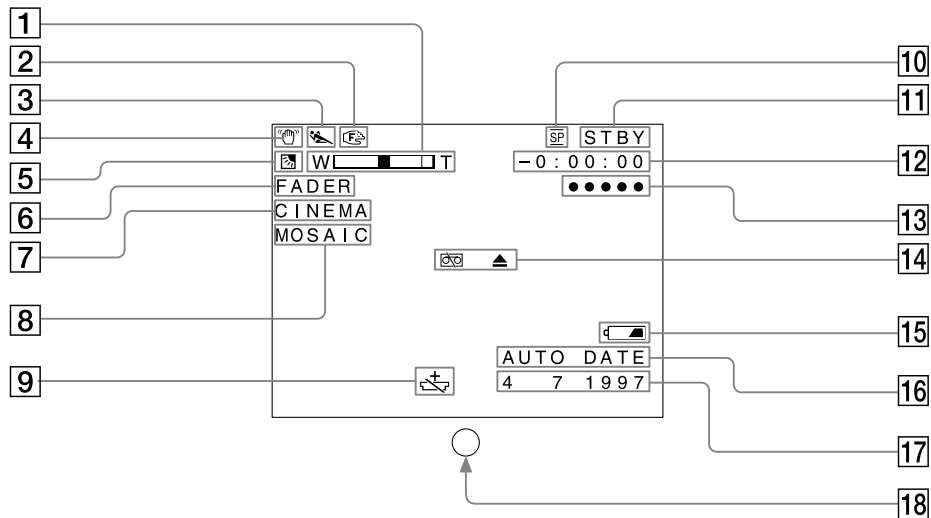 1
2
3
4
5
6
7
8
9
10
11
12
13
14
15
16
17
18
F
SP STBY
W T -0:00:00
FADER
CINEMA
MOSAIC
AUTO DATE
4 7 1997